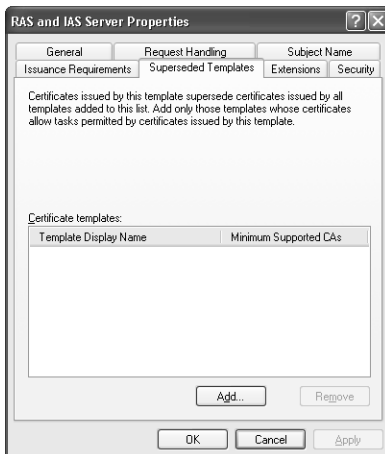 RAS and IAS Server Properties
General Request Handling Subject Name
Issuance Requirements Superseded Templates Extensions Security
Certificates issued by this template supersede certificates issued by all
templates added to this list. Add only those templates whose certificates
allow tasks permitted by certificates issued by this template.
Certificate templates:
Template Display Name Minimum Supported CAs
Add... Remove
OK Cancel Apply